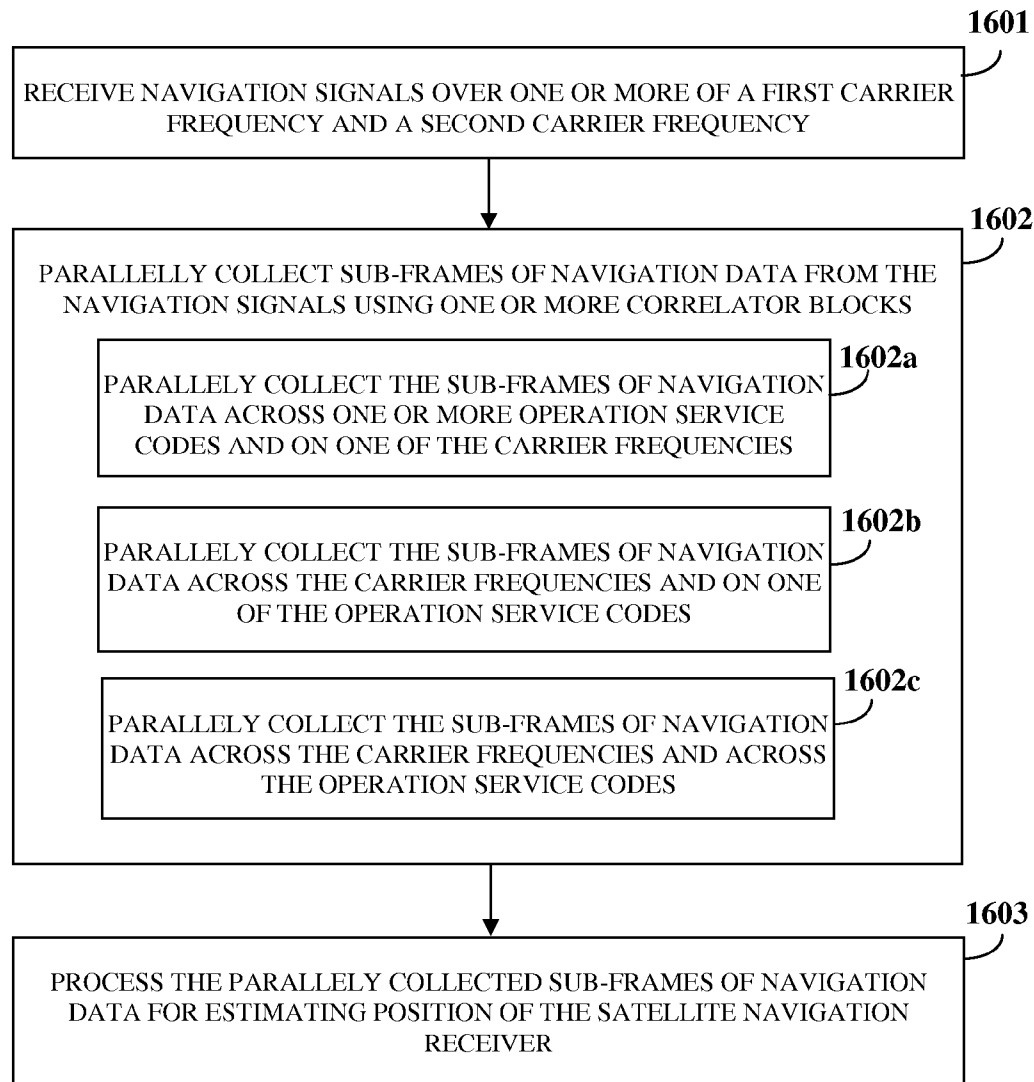 1601
RECEIVE NAVIGATION SIGNALS OVER ONE OR MORE OF A FIRST CARRIER
FREQUENCY AND A SECOND CARRIER FREQUENCY
1602
PARALLELLY COLLECT SUB-FRAMES OF NAVIGATION DATA FROM THE
NAVIGATION SIGNALS USING ONE OR MORE CORRELATOR BLOCKS
1602a
PARALLELY COLLECT THE SUB-FRAMES OF NAVIGATION
DATA ACROSS ONE OR MORE OPERATION SERVICE
CODES AND ON ONE OF THE CARRIER FREQUENCIES
1602b
PARALLELY COLLECT THE SUB-FRAMES OF NAVIGATION
DATA ACROSS THE CARRIER FREQUENCIES AND ON ONE
OF THE OPERATION SERVICE CODES
1602c
PARALLELY COLLECT THE SUB-FRAMES OF NAVIGATION
DATA ACROSS THE CARRIER FREQUENCIES AND ACROSS
THE OPERATION SERVICE CODES
1603
PROCESS THE PARALLELY COLLECTED SUB-FRAMES OF NAVIGATION
DATA FOR ESTIMATING POSITION OF THE SATELLITE NAVIGATION
RECEIVER